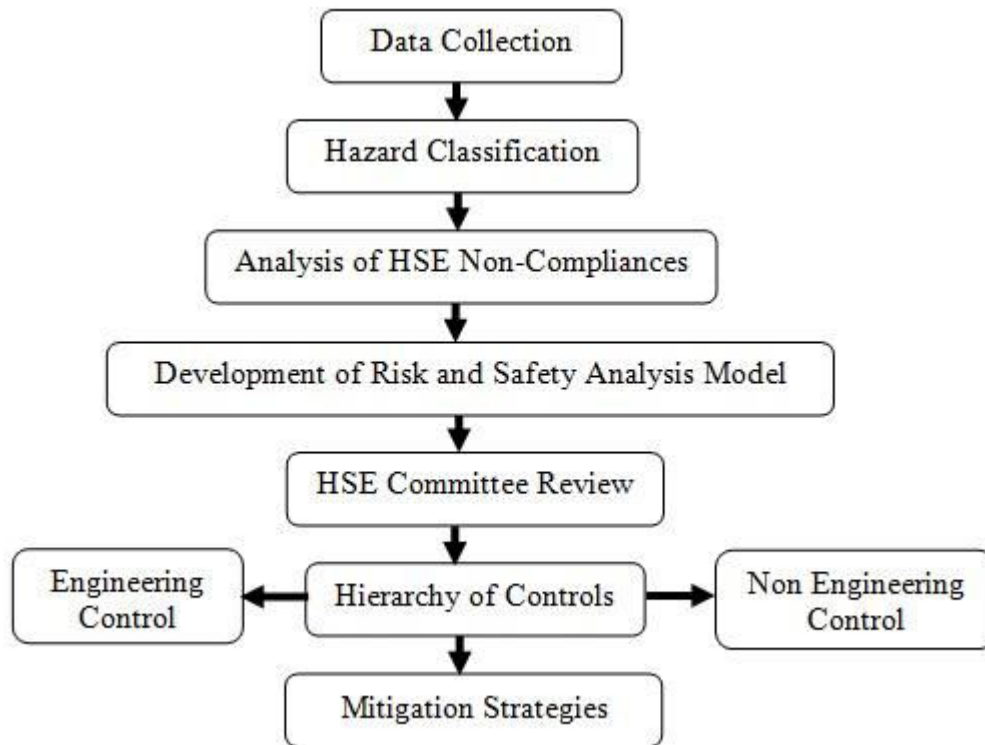 Data Collection
Hazard Classification
Analysis of HSE Non-Compliances
Development of Risk and Safety Analysis Model
HSE Committee Review
Engineering
Control
Hierarchy of Controls
Non Engineering
Control
Mitigation Strategies